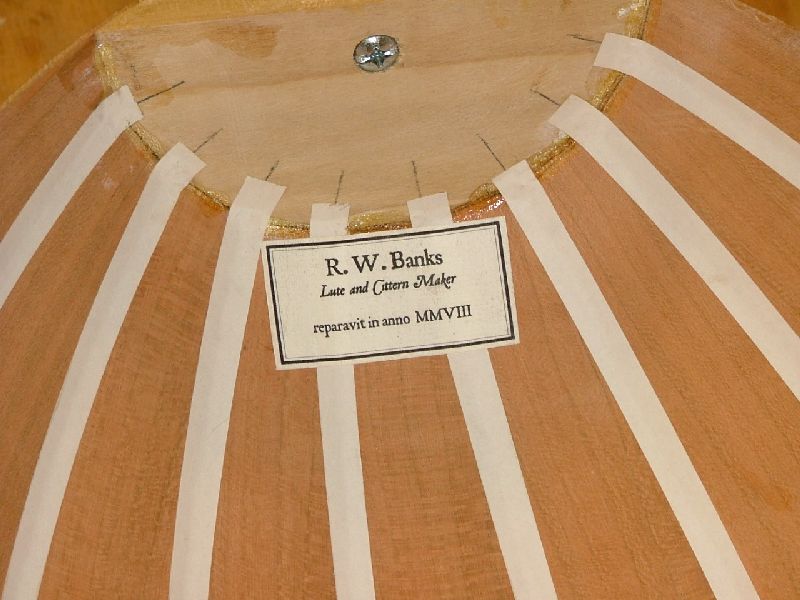 R. W. Banks
Lute and Cittern Maker
reparavit in anno MMVIII